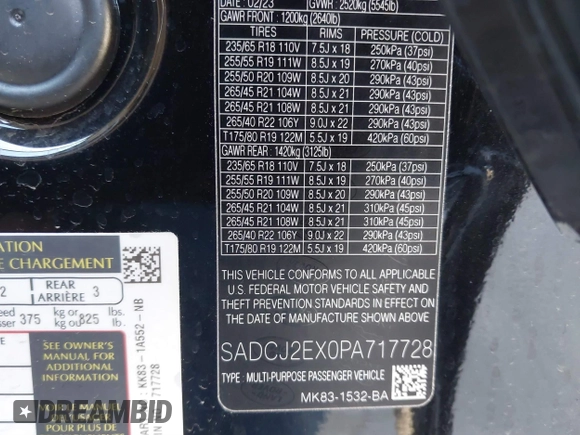 DATE 02/23 GVWR 2520kg (5545lb)
GAWR FRONT : 1200kg (2640lb) RIMS PRESSURE (COLD)
235/65 R18 110V 7.5J x 18 250kPa (37psi)
255/55 R19 111W 8.5J x 19 270kPa (40psi)
255/50 R20 109W 8.5J x 20 290kPa (43psi)
265/45 R21 104W 8.5J x 21 290kPa (43psi)
265/45 R21 108W 8.5J x 21 290kPa (43psi)
265/40 R22 106Y 9.0J x 22 290kPa (43psi)
T175/80 R19 122M 5.5J x 19 420kPa (60psi)
GAWR REAR : 1420kg (3125lb)
235/65 R18 110V 7.5J x 18 250kPa (37psi)
255/55 R19 111W 8.5J x 19 270kPa (40psi)
255/50 R20 109W 8.5J x 20 290kPa (43psi)
265/45 R21 104W 8.5J x 21 310kPa (45psi)
265/45 R21 108W 8.5J x 21 310kPa (45psi)
265/40 R22 106Y 9.0J x 22 290kPa (43psi)
T175/80 R19 122M 5.5J x 19 420kPa (60psi)
THIS VEHICLE CONFORMS TO ALL APPLICABLE
U.S. FEDERAL MOTOR VEHICLE SAFETY AND
THEFT PREVENTION STANDARDS IN EFFECT ON
THE DATE OF MANUFACTURE SHOWN ABOVE
SADCJ2EX0PA717728
TYPE: MULTI-PURPOSE PASSENGER VEHICLE
MK83-1532-BA
ATION
CHARGEMENT
2 REAR ARRIÈRE 3
375 kg or kg ou 825 lbs. lb.
SEE OWNER'S
MANUAL FOR
ADDITIONAL
INFORMATION
KK83-1A552-NB
717728
DRIVEBIDCARS